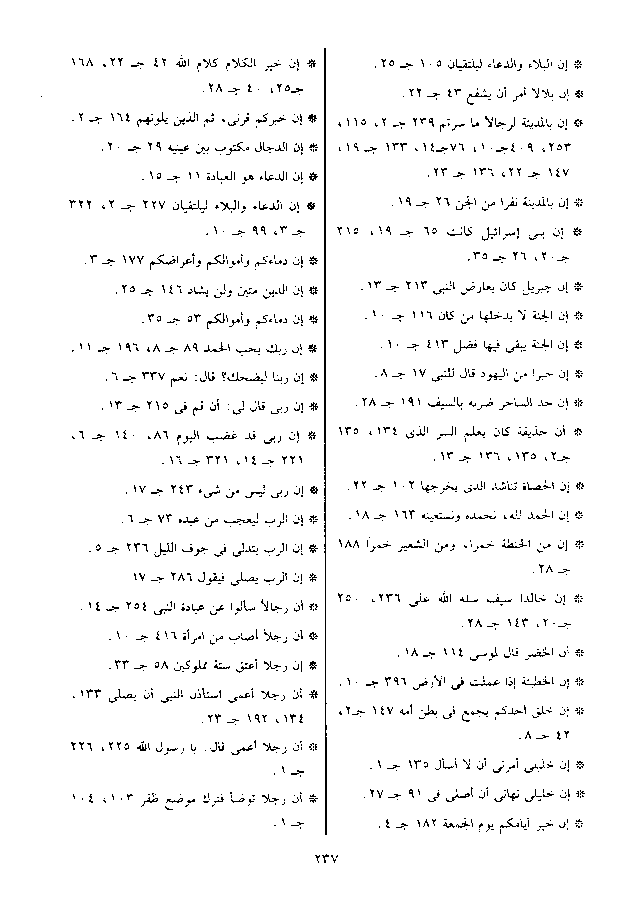 * إن البلاء والدعاء ليلتقيان ١٠٥ جـ ٢٥.
* إن بلالا أمر أن يشفع ٤٣ جـ ٢٢.
* إن بالمدينة لرجالا ما سرتم ٢٣٩ جـ ٢، ١١٥،
٢٥٣، ٤٠٩جـ١٠، ٧٦جـ١٤، ١٣٣ جـ ١٩،
١٤٧ جـ ٢٢، ١٣٦ جـ ٢٣.
* إن بالمدينة نفرا من الجن ٢٦ جـ ١٩.
* إن بنى إسرائيل كانت ٦٥ جـ ١٩، ٢١٥
جـ٢٠، ٢٦ جـ ٣٥.
* إن جبريل كان يعارض النبى ٢١٣ جـ ١٣.
* إن الجنة لا يدخلها من كان ١١٦ جـ ١٠.
* إن الجنة يبقى فيها فضل ٤١٣ جـ ١٠.
* إن حبرا من اليهود قال للنبى ١٧ جـ ٨.
* إن حد الساحر ضربه بالسيف ١٩١ جـ ٢٨.
* أن حذيفة كان يعلم السر الذى ١٣٤، ١٣٥
جـ٢، ١٣٥، ١٣٦ جـ ١٣.
* إن الحصاة تناشد الذى يخرجها ١٠٢ جـ ٢٢.
* إن الحمد لله، نحمده ونستعينه ١٦٣ جـ ١٨.
* إن من الحنطة خمرا، ومن الشعير خمرا ١٨٨
جـ ٢٨.
* إن خالدا سيف سله الله على ٢٣٦، ٢٥٠
جـ٢٠، ١٤٣ جـ ٢٨.
* أن الخضر قال لموسى ١١٤ جـ ١٨.
* إن الخطيئة إذا عملت فى الأرض ٣٩٦ جـ ١٠.
* إن خلق أحدكم يجمع فى بطن أمه ١٤٧ جـ٢،
٤٢ جـ ٨.
* إن خليلى أمرنى أن لا أسأل ١٣٥ جـ ١.
* إن خليلى نهانى أن أصلى فى ٩١ جـ ٢٧.
* إن خير أيامكم يوم الجمعة ١٨٢ جـ ٤.
* إن خير الكلام كلام الله ٤٢ جـ ٢٢، ١٦٨
جـ٢٥، ٤٠ جـ ٢٨.
* إن خيركم قرنى، ثم الذين يلونهم ١٦٤ جـ ٢.
* إن الدجال مكتوب بين عينيه ٢٩ جـ ٢٠.
* إن الدعاء هو العبادة ١١ جـ ١٥.
* إن الدعاء والبلاء ليلتقيان ٢٢٧ جـ ٢، ٣٢٢
جـ ٣، ٩٩ جـ ١٠.
* إن دماءكم وأموالكم وأعراضكم ١٧٧ جـ ٣.
* إن الدين متين ولن يشاد ١٤٦ جـ ٢٥.
* إن دماءكم وأموالكم ٥٣ جـ ٣٥.
* إن ربك يحب الحمد ٨٩ جـ ٨، ١٩٦ جـ ١١.
* إن ربنا ليضحك؟ قال: نعم ٣٣٧ جـ ٦.
* إن ربى قال لى: أن قم فى ٢١٥ جـ ١٣.
* إن ربى قد غضب اليوم ٨٦، ١٤٠ جـ ٦،
٢٢١ جـ ١٤، ٣٢١ جـ ١٦.
* إن ربى ليس من شىء ٢٤٣ جـ ١٧.
* إن الرب ليعجب من عبده ٧٣ جـ ٦.
* إن الرب يتدلى فى جوف الليل ٢٣٦ جـ ٥.
* إن الرب يصلى فيقول ٢٨٦ جـ ١٧
* أن رجالاً سألوا عن عبادة النبى ٢٥٤ جـ ١٤.
* أن رجلاً أصاب من امرأة ٤١٦ جـ ١٠.
* إن رجلا أعتق ستة مملوكين ٥٨ جـ ٣٣.
* أن رجلا أعمى استأذن النبى أن يصلى ١٣٣،
١٣٤، ١٩٢ جـ ٢٣.
* أن رجلا أعمى قال. يا رسول الله ٢٢٥، ٢٢٦
جـ ١.
* أن رجلا توضأ فترك موضع ظفر ١٠٣، ١٠٤
جـ ١.
٢٣٧